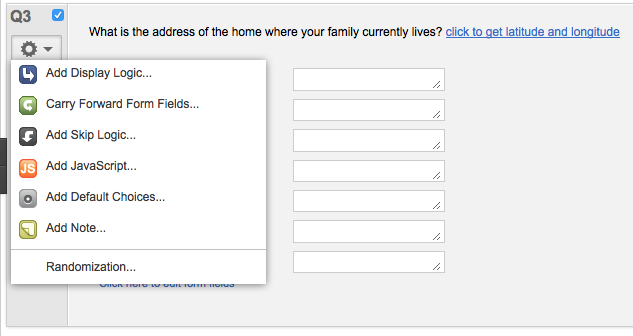 Q3
What is the address of the home where your family currently lives? click to get latitude and longitude
Add Display Logic...
Carry Forward Form Fields...
Add Skip Logic...
JS Add JavaScript...
Add Default Choices...
Add Note...
Randomization...
Click here to edit form fields